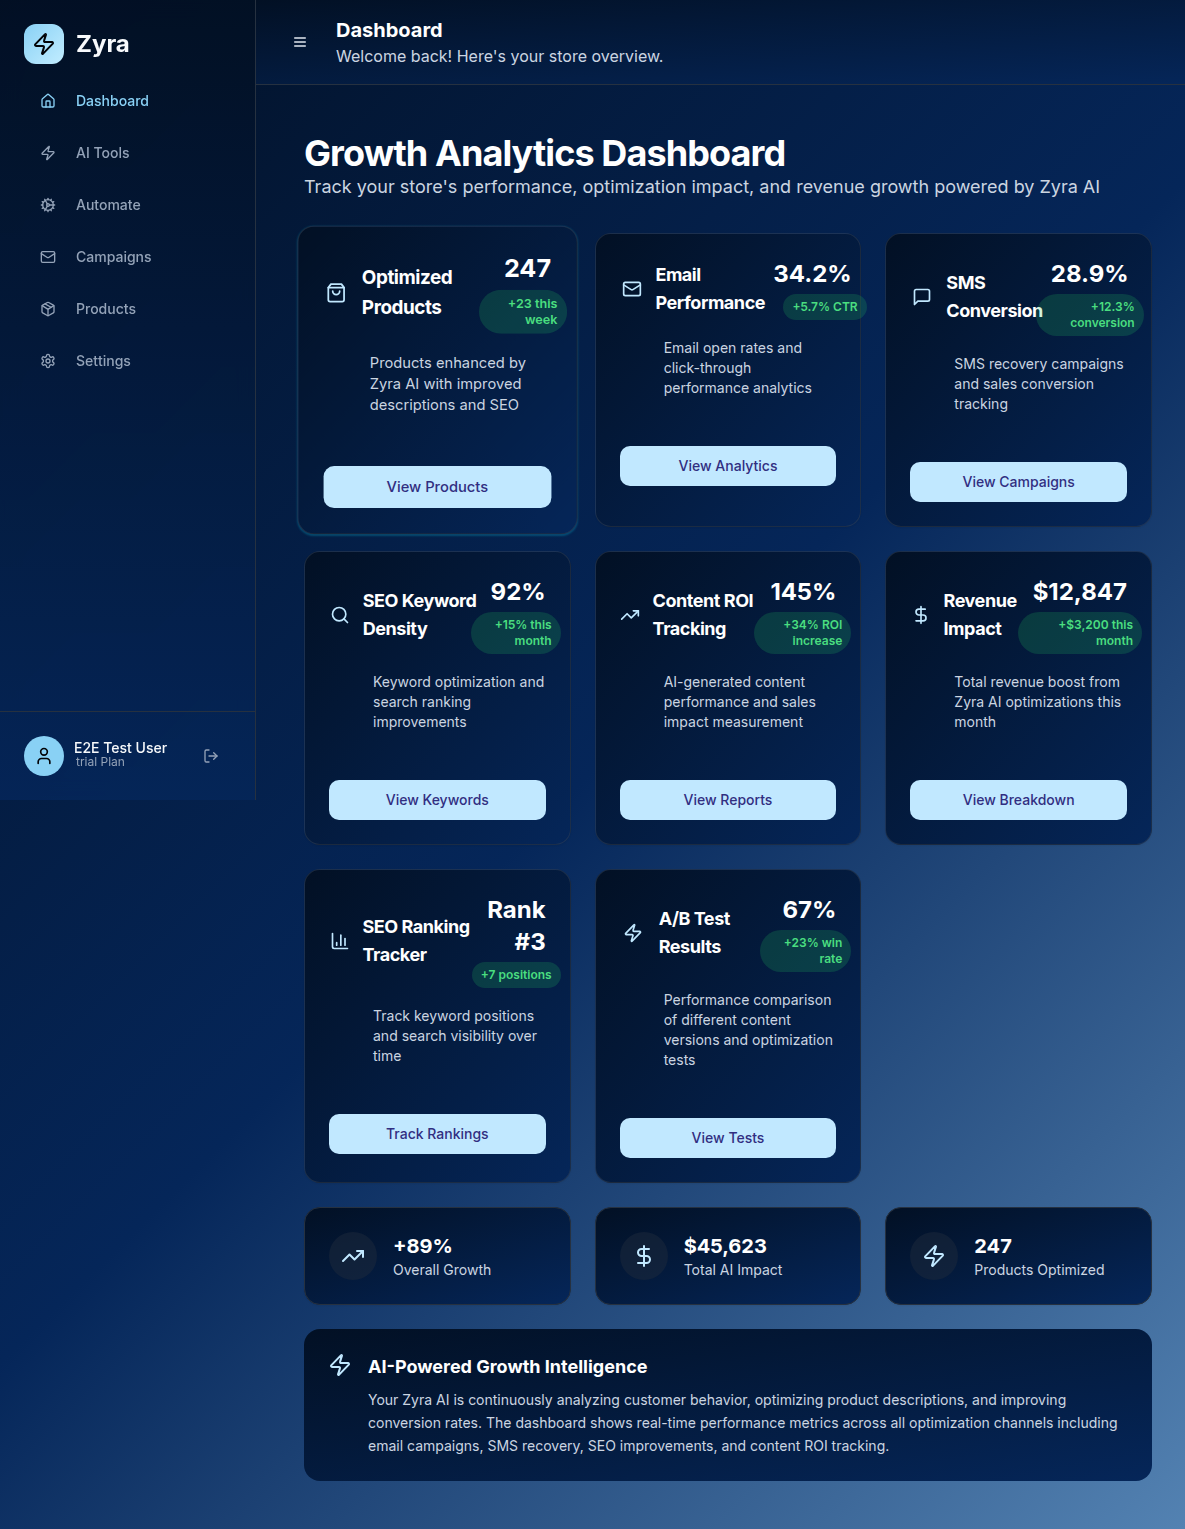 Zyra
Dashboard
AI Tools
Automate
Campaigns
Products
Settings
E2E Test User
trial Plan
Dashboard
Welcome back! Here's your store overview.
Growth Analytics Dashboard
Track your store's performance, optimization impact, and revenue growth powered by Zyra AI
Optimized
Products
247
+23 this
week
Products enhanced by
Zyra AI with improved
descriptions and SEO
View Products
Email
Performance
34.2%
+5.7% CTR
Email open rates and
click-through
performance analytics
View Analytics
SMS
Conversion
28.9%
+12.3%
conversion
SMS recovery campaigns
and sales conversion
tracking
View Campaigns
SEO Keyword
Density
92%
+15% this
month
Keyword optimization and
search ranking
improvements
View Keywords
Content ROI
Tracking
145%
+34% ROI
Increase
AI-generated content
performance and sales
impact measurement
View Reports
Revenue
Impact
$12,847
+$3,200 this
month
Total revenue boost from
Zyra AI optimizations this
month
View Breakdown
SEO Ranking
Tracker
Rank
#3
+7 positions
Track keyword positions
and search visibility over
time
Track Rankings
A/B Test
Results
67%
+23% win
rate
Performance comparison
of different content
versions and optimization
tests
View Tests
+89%
Overall Growth
$45,623
Total AI Impact
247
Products Optimized
AI-Powered Growth Intelligence
Your Zyra AI is continuously analyzing customer behavior, optimizing product descriptions, and improving
conversion rates. The dashboard shows real-time performance metrics across all optimization channels including
email campaigns, SMS recovery, SEO improvements, and content ROI tracking.